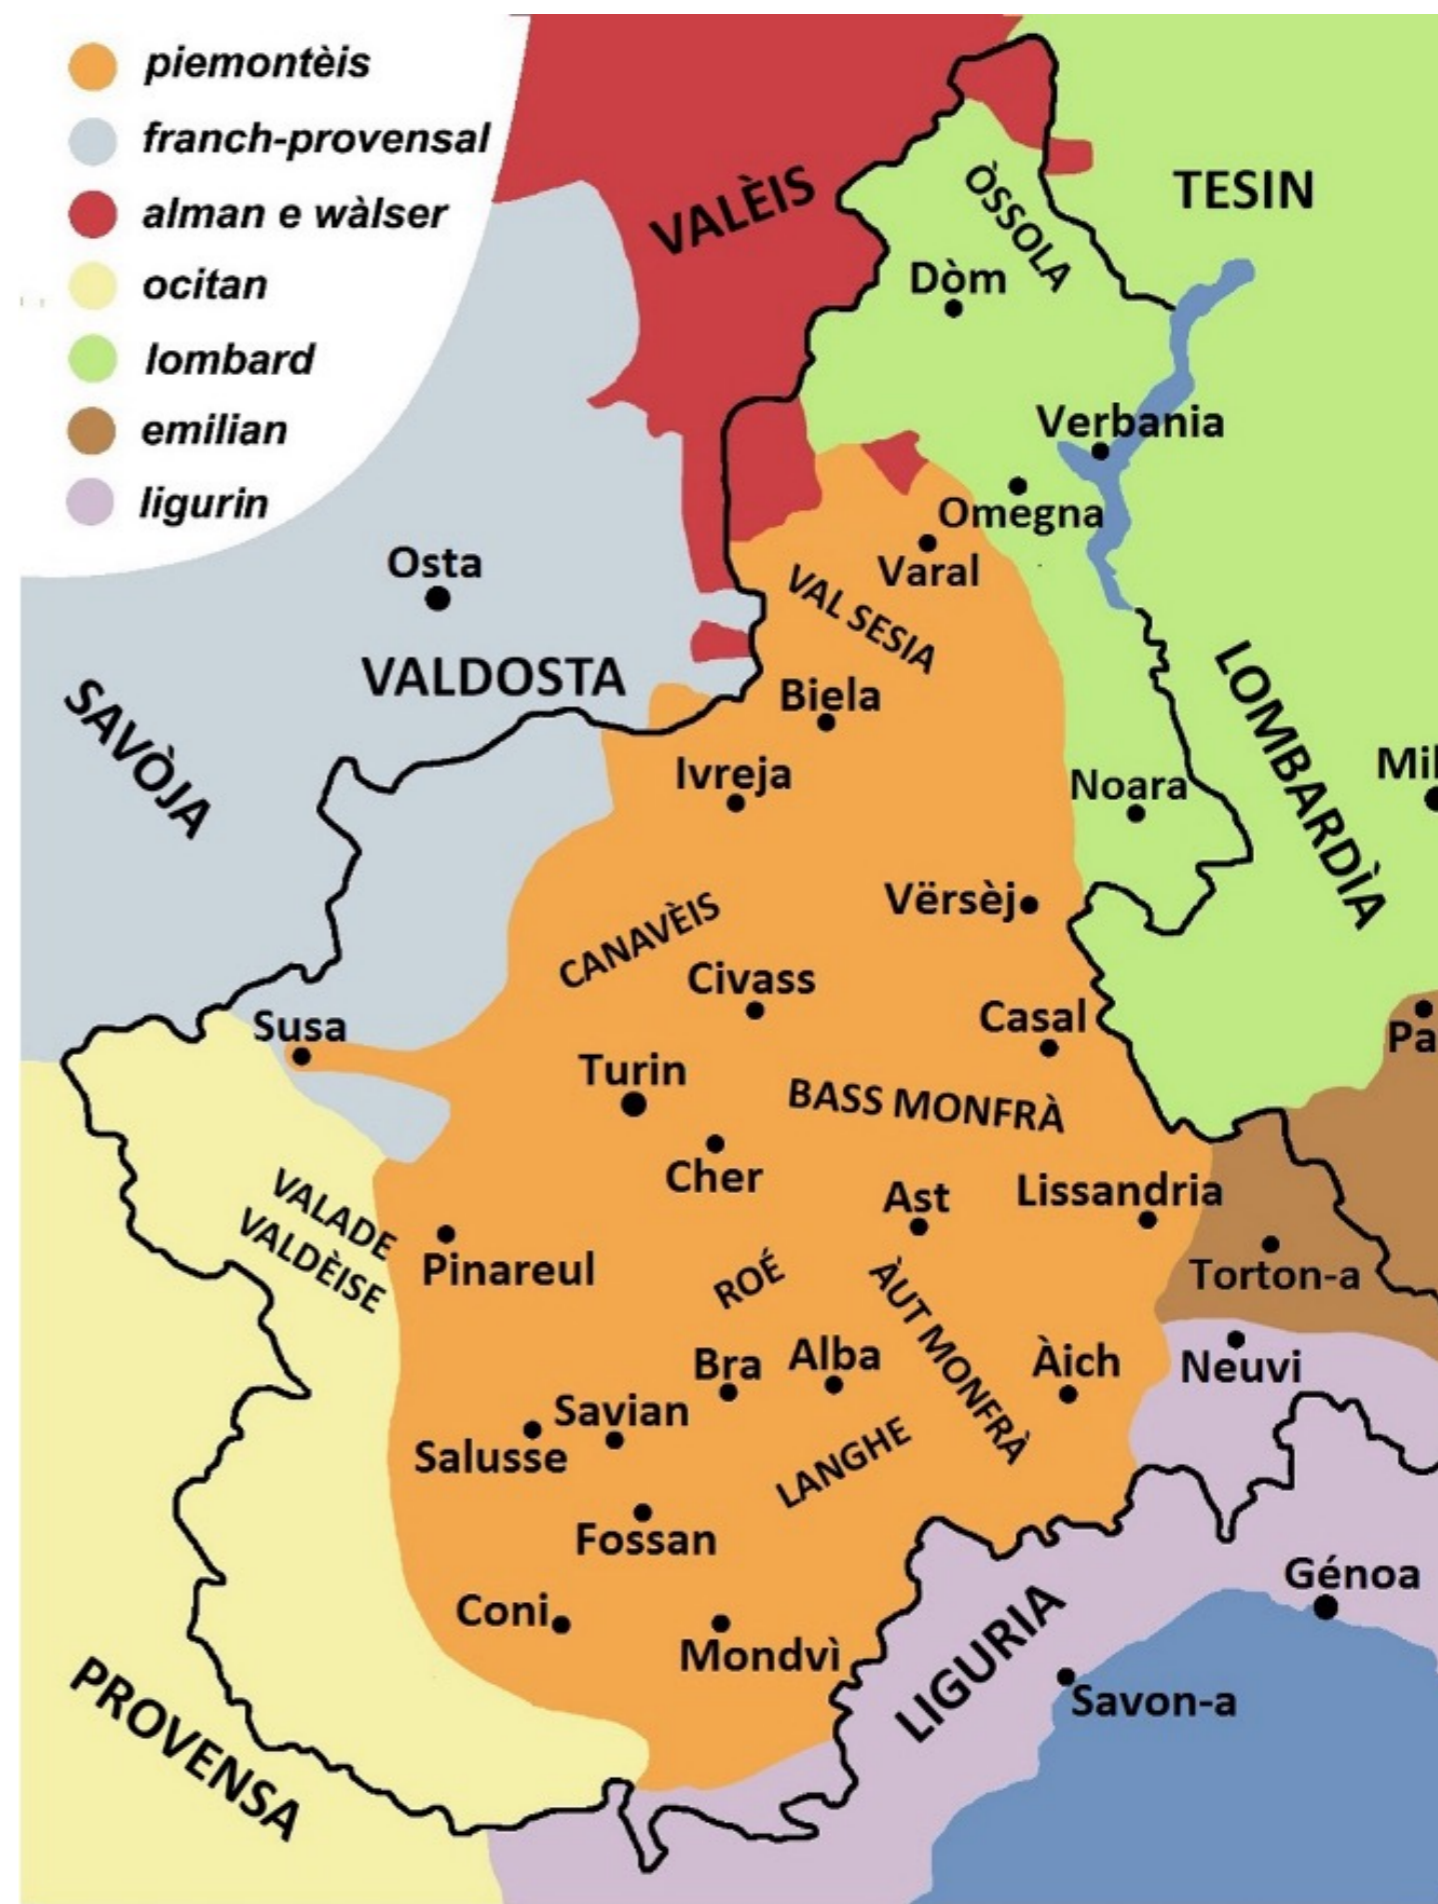 piemontèis
franch-provensal
alman e wàlser
ocitan
lombard
emilian
ligurin
VALÈIS
ÒSSOLA
TESIN
Dòm
Verbania
Omegna
Varal
Osta
VAL SESIA
VALDOSTA
SAVÒJA
Biela
LOMBARDÌA
Ivreja
Noara
Mil
Vërsèj
CANAVÈIS
Civass
Casal
Susa
Pa
Turin
BASS MONFRÀ
Cher
Ast
Lissandria
VALADE
VALDÈISE
Pinareul
ROÉ
Torton-a
ÀUT MONFRÀ
Bra
Alba
Àich
Neuvi
Savian
Salusse
LANGHE
Fossan
Génoa
Coni
Mondvì
LIGURIA
Savon-a
PROVENSA